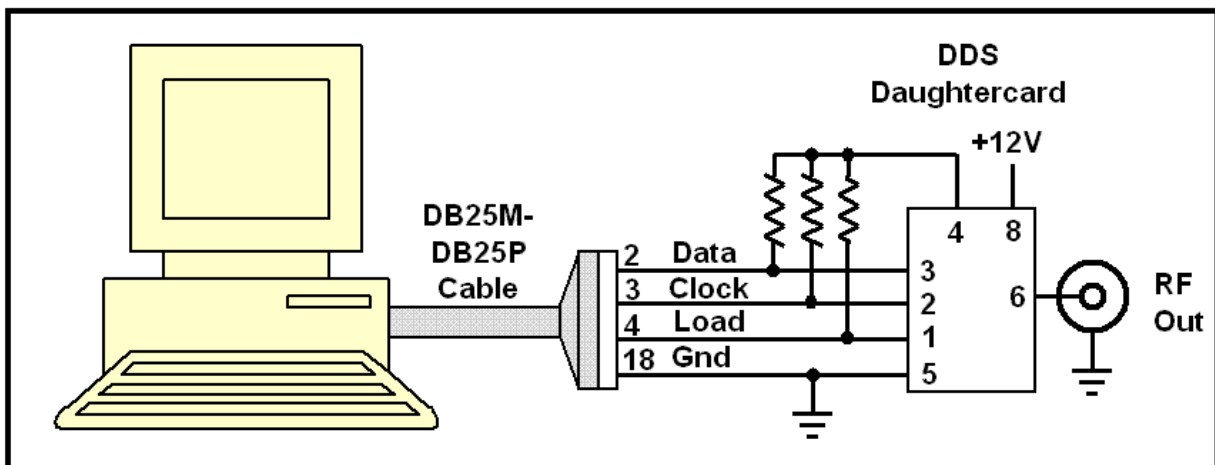 DDS
Daughtercard
+12V
DB25M-
DB25P
Cable
2 Data
3 Clock
4 Load
18 Gnd
4 8
3
2
1
5
6
RF
Out